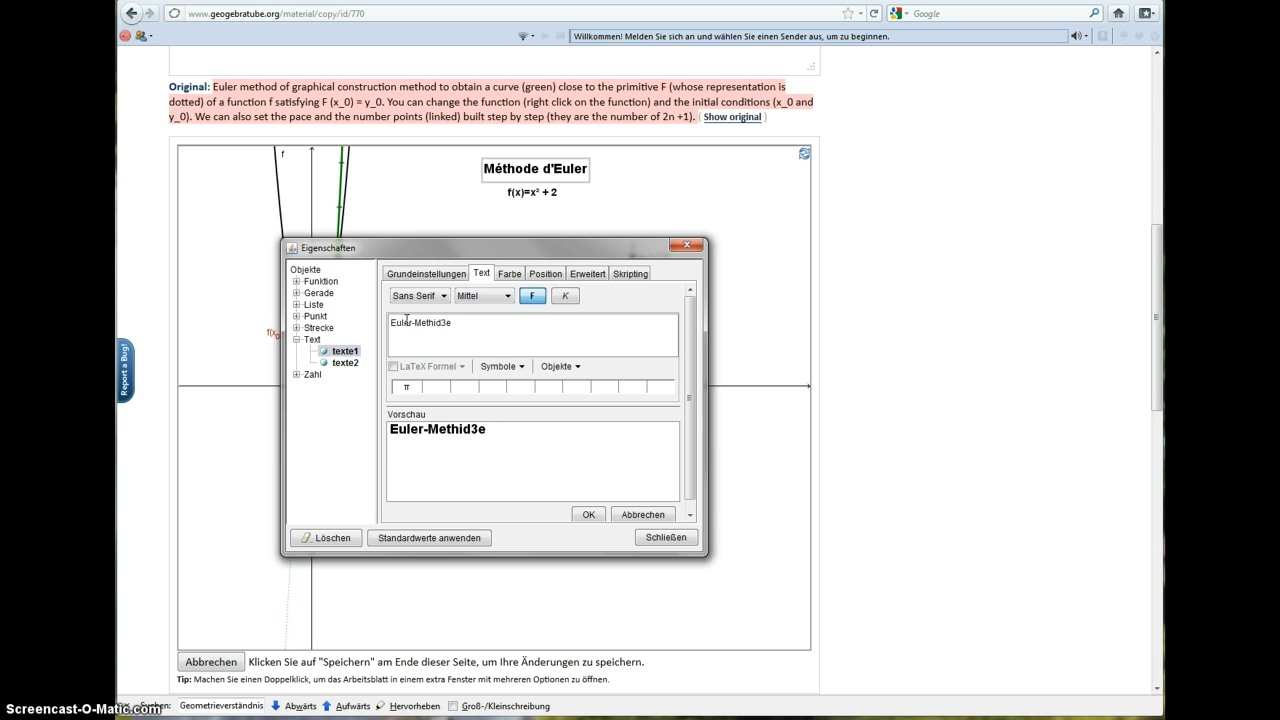 www.geogebratube.org/material/copy/id/770
Google
Willkommen! Melden Sie sich an und wählen Sie einen Sender aus, um zu beginnen.
Original: Euler method of graphical construction method to obtain a curve (green) close to the primitive F (whose representation is
dotted) of a function f satisfying F (x_0) = y_0. You can change the function (right click on the function) and the initial conditions (x_0 and
y_0). We can also set the pace and the number points (linked) built step by step (they are the number of 2n +1). ( Show original )
f
Méthode d'Euler
f(x)=x² + 2
Eigenschaften
Objekte
Funktion
Gerade
Liste
Punkt
Strecke
Text
texte1
texte2
Zahl
Grundeinstellungen Text Farbe Position Erweitert Skripting
Sans Serif Mittel F K
Euler-Methid3e
LaTeX Formel Symbole Objekte
π
Vorschau
Euler-Methid3e
OK Abbrechen
Löschen Standardwerte anwenden Schließen
f(x0
Report a Bug!
Abbrechen Klicken Sie auf "Speichern" am Ende dieser Seite, um Ihre Änderungen zu speichern.
Tip: Machen Sie einen Doppelklick, um das Arbeitsblatt in einem extra Fenster mit mehreren Optionen zu öffnen.
Suchen: Geometrieverständnis Abwärts Aufwärts Hervorheben Groß-/Kleinschreibung
Screencast-O-Matic.com